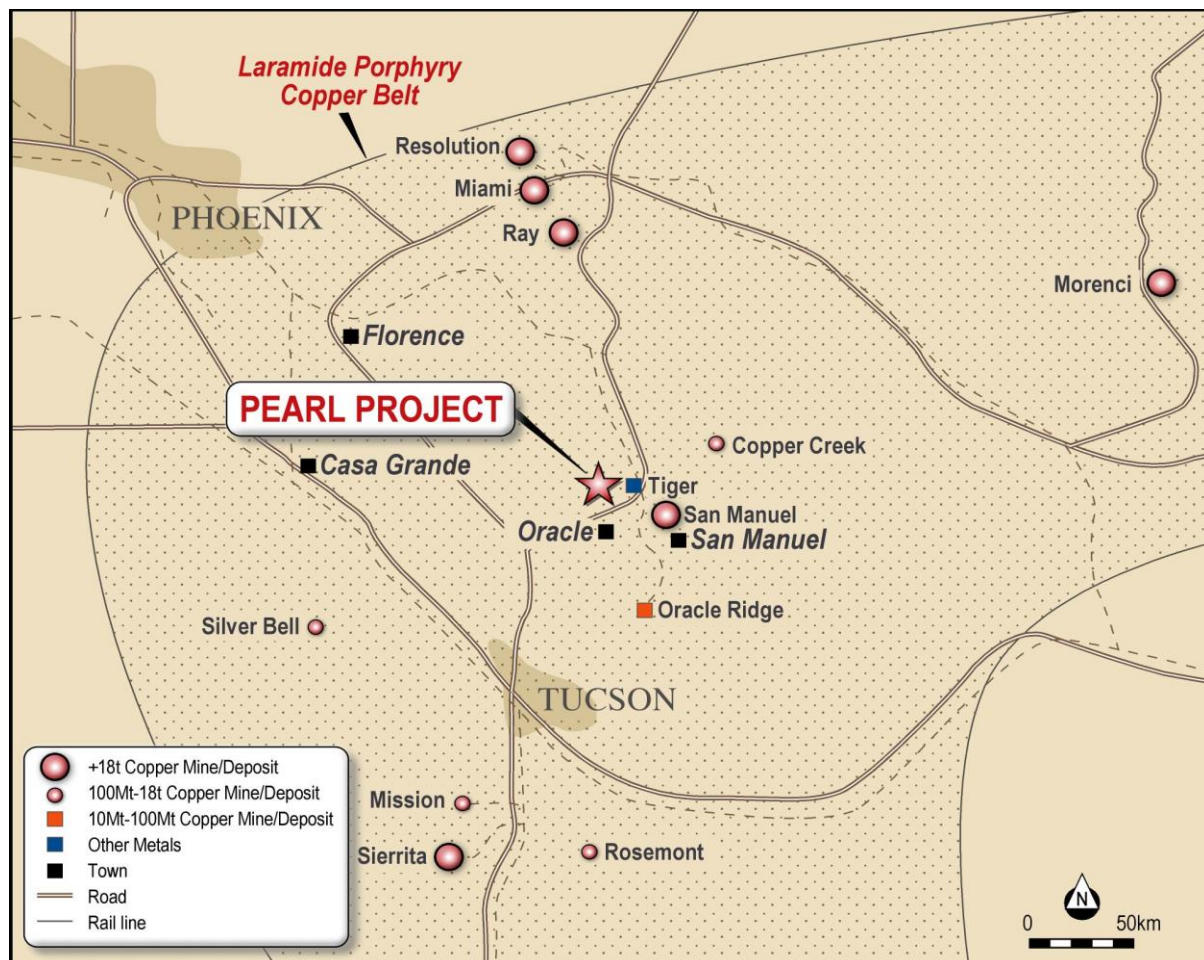 Laramide Porphyry
Copper Belt
Resolution
Miami
PHOENIX
Ray
Morenci
Florence
PEARL PROJECT
Copper Creek
Casa Grande
Tiger
San Manuel
Oracle
San Manuel
Oracle Ridge
Silver Bell
TUCSON
+18t Copper Mine/Deposit
100Mt-18t Copper Mine/Deposit
10Mt-100Mt Copper Mine/Deposit
Other Metals
Town
Road
Rail line
Mission
Sierrita
Rosemont
N
0 50km